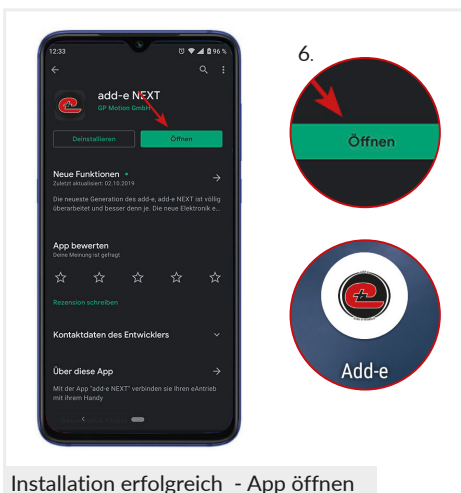 12:33
96 %
add-e NEXT
GP Motion GmbH
Deinstallieren
Öffnen
Neue Funktionen •
Zuletzt aktualisiert: 02.10.2019
Die neueste Generation des add-e, add-e NEXT ist völlig
überarbeitet und besser denn je. Die neue Elektronik e...
App bewerten
Deine Meinung ist gefragt
Rezension schreiben
Kontaktdaten des Entwicklers
Über diese App
Mit der App "add-e NEXT" verbinden sie Ihren eAntrieb
mit ihrem Handy
6.
Öffnen
Add-e
Installation erfolgreich - App öffnen